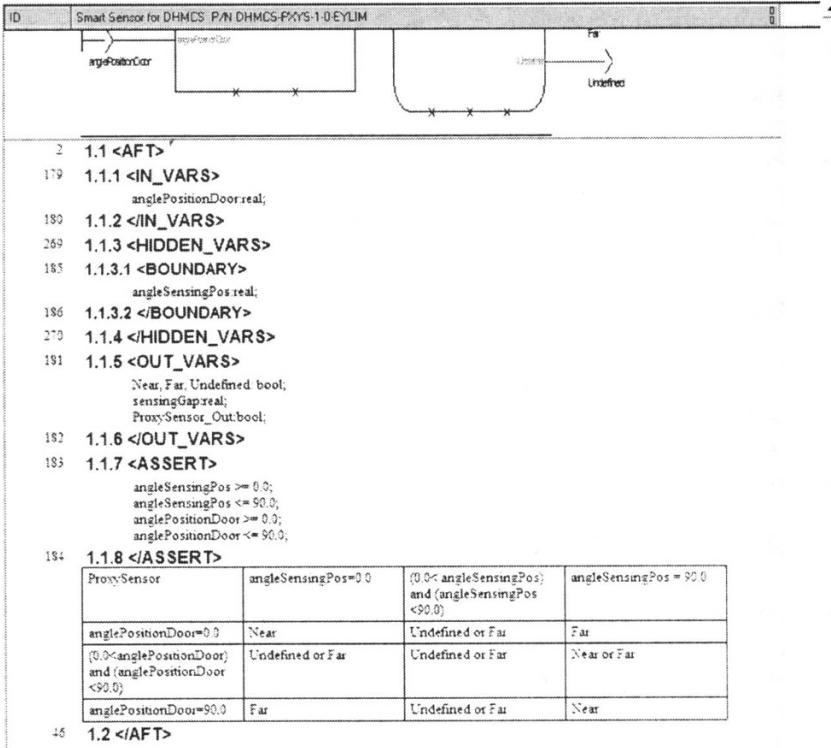 ID Smart Sensor for DHMCS P/N DHMCS-PXYS-1-0-EYLIM
anglePositionDoor
anglePositionDoor
Undefined
Far
Undefined
2 1.1 <AFT>
179 1.1.1 <IN_VARS>
anglePositionDoor:real;
180 1.1.2 </IN_VARS>
269 1.1.3 <HIDDEN_VARS>
185 1.1.3.1 <BOUNDARY>
angleSensingPos:real;
186 1.1.3.2 </BOUNDARY>
270 1.1.4 </HIDDEN_VARS>
181 1.1.5 <OUT_VARS>
Near, Far, Undefined: bool;
sensingGap:real;
ProxySensor_Out:bool;
182 1.1.6 </OUT_VARS>
183 1.1.7 <ASSERT>
angleSensingPos >= 0.0;
angleSensingPos <= 90.0;
anglePositionDoor >= 0.0;
anglePositionDoor <= 90.0;
184 1.1.8 </ASSERT>
ProxySensor angleSensingPos=0.0 (0.0< angleSensingPos) angleSensingPos = 90.0
and (angleSensingPos
<90.0)
anglePositionDoor=0.0 Near Undefined or Far Far
(0.0<anglePositionDoor) Undefined or Far Undefined or Far Near or Far
and (anglePositionDoor
<90.0)
anglePositionDoor=90.0 Far Undefined or Far Near
46 1.2 </AFT>